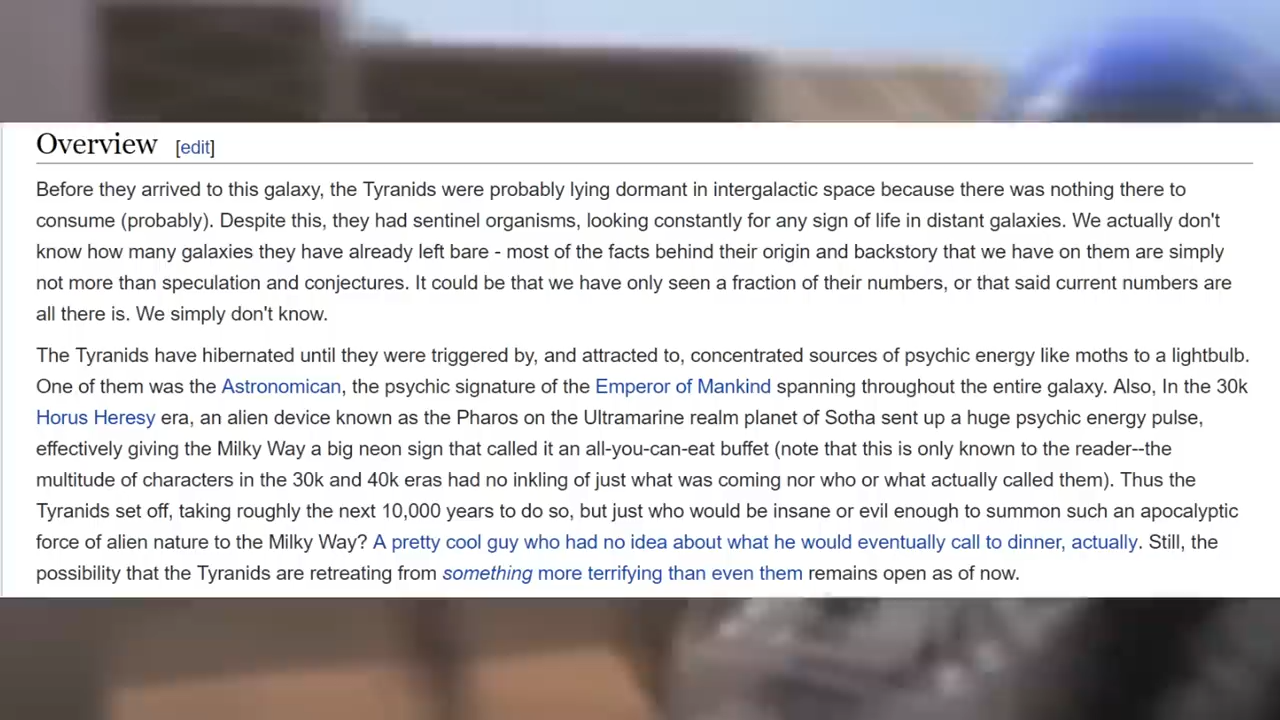 Overview [edit]
Before they arrived to this galaxy, the Tyranids were probably lying dormant in intergalactic space because there was nothing there to
consume (probably). Despite this, they had sentinel organisms, looking constantly for any sign of life in distant galaxies. We actually don't
know how many galaxies they have already left bare - most of the facts behind their origin and backstory that we have on them are simply
not more than speculation and conjectures. It could be that we have only seen a fraction of their numbers, or that said current numbers are
all there is. We simply don't know.
The Tyranids have hibernated until they were triggered by, and attracted to, concentrated sources of psychic energy like moths to a lightbulb.
One of them was the Astronomican, the psychic signature of the Emperor of Mankind spanning throughout the entire galaxy. Also, In the 30k
Horus Heresy era, an alien device known as the Pharos on the Ultramarine realm planet of Sotha sent up a huge psychic energy pulse,
effectively giving the Milky Way a big neon sign that called it an all-you-can-eat buffet (note that this is only known to the reader--the
multitude of characters in the 30k and 40k eras had no inkling of just what was coming nor who or what actually called them). Thus the
Tyranids set off, taking roughly the next 10,000 years to do so, but just who would be insane or evil enough to summon such an apocalyptic
force of alien nature to the Milky Way? A pretty cool guy who had no idea about what he would eventually call to dinner, actually. Still, the
possibility that the Tyranids are retreating from something more terrifying than even them remains open as of now.